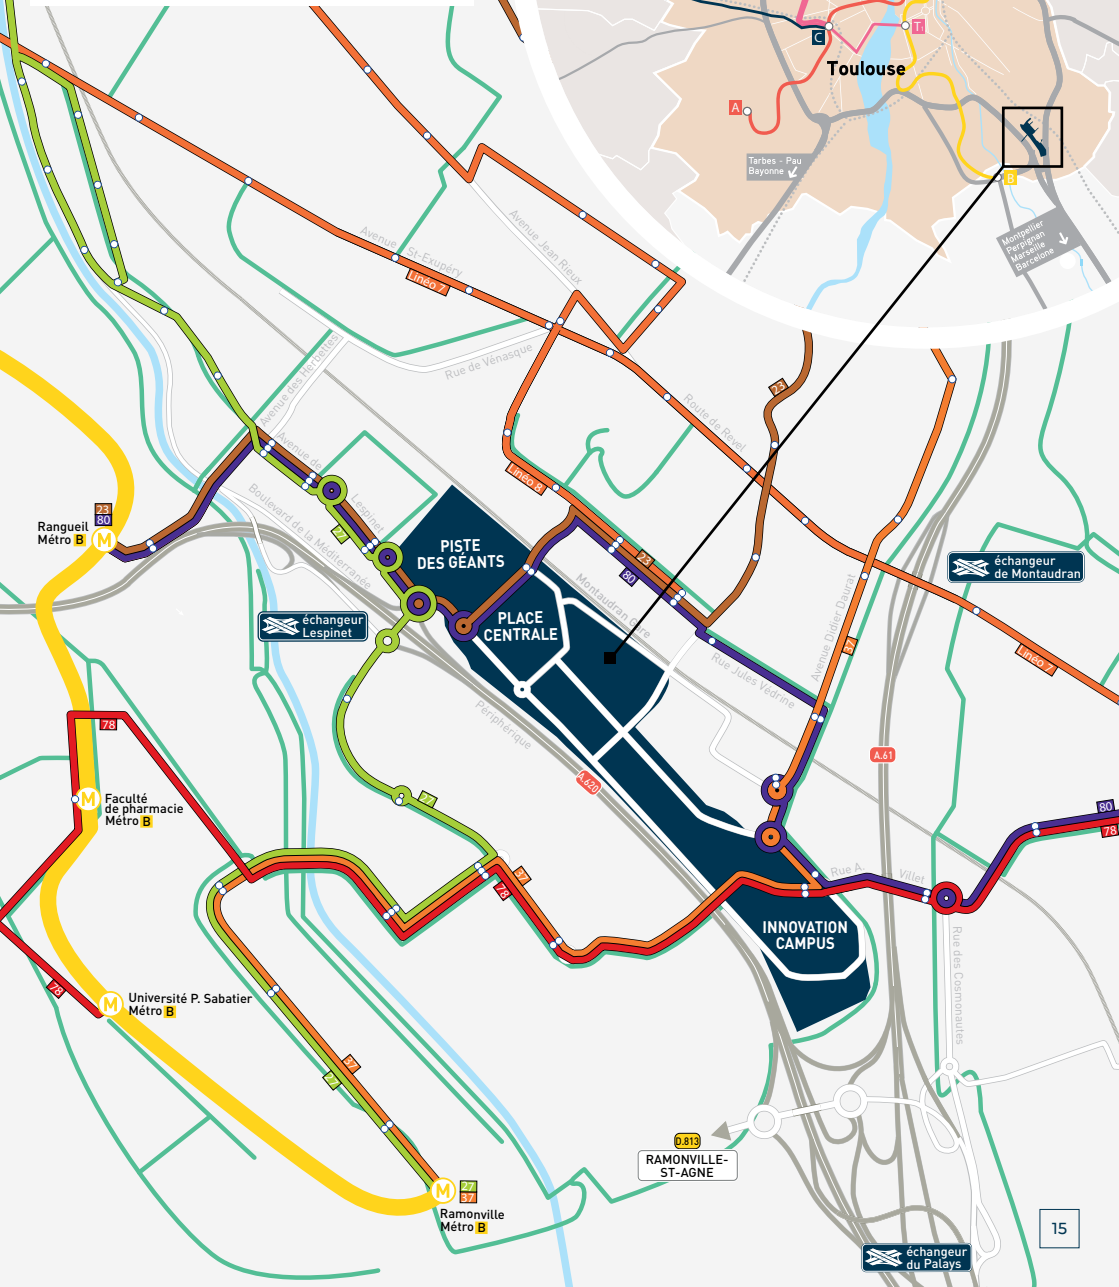 C
T1
Toulouse
A
Tarbes - Pau
Bayonne
B
Montpellier
Perpignan
Marseille
Barcelone
Avenue St-Exupéry
Avenue Jean Rieux
Linéo 7
Rue de Vénasque
Avenue des Herbettes
23
Route de Revel
Avenue de Lespinet
Linéo 8
Boulevard de la Méditerranée
23
80
Rangueil
Métro B
M
27
PISTE
DES GÉANTS
23
80
échangeur
de Montaudran
Montaudran Gare
échangeur
Lespinet
PLACE
CENTRALE
Avenue Didier Daurat
37
Linéo 7
Rue Jules Védrine
Périphérique
78
A.61
A.620
M
Faculté
de pharmacie
Métro B
27
80
78
37
78
Rue A. Villet
INNOVATION
CAMPUS
Rue des Cosmonautes
78
M
Université P. Sabatier
Métro B
37
27
D.813
RAMONVILLE-
ST-AGNE
M
27
37
Ramonville
Métro B
15
échangeur
du Palays